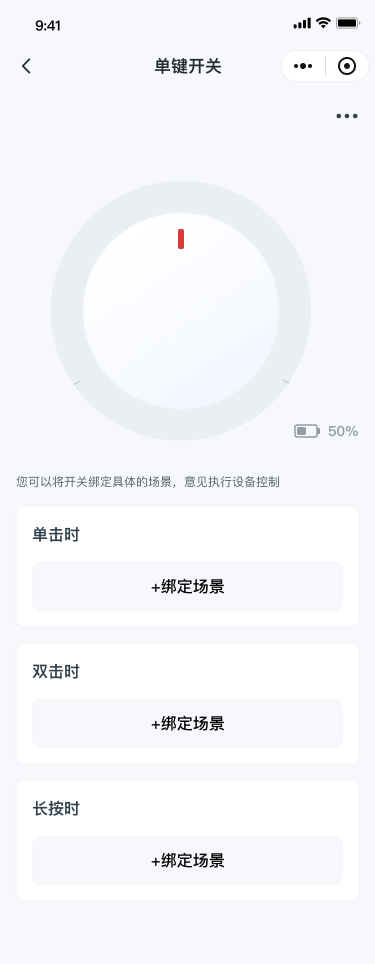 9:41
单键开关
50%
您可以将开关绑定具体的场景，意见执行设备控制
单击时
+绑定场景
双击时
+绑定场景
长按时
+绑定场景